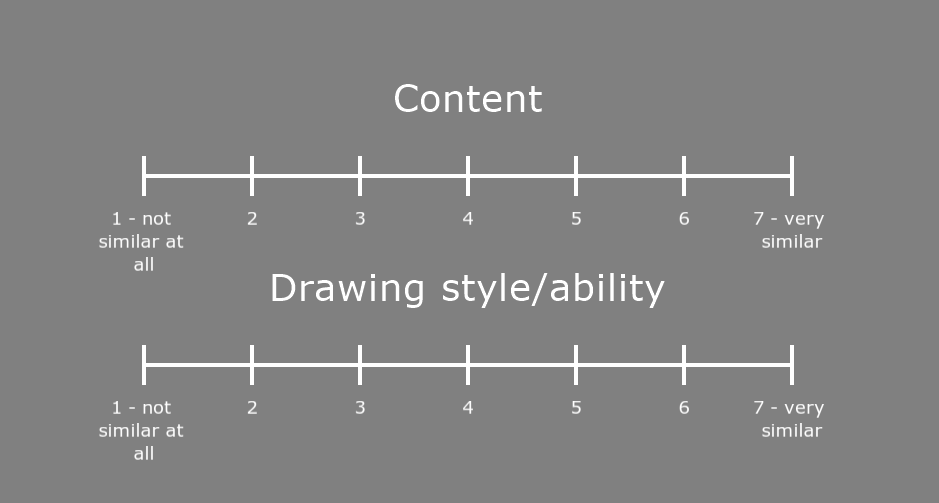 Content
1 - not similar at all 2 3 4 5 6 7 - very similar
Drawing style/ability
1 - not similar at all 2 3 4 5 6 7 - very similar